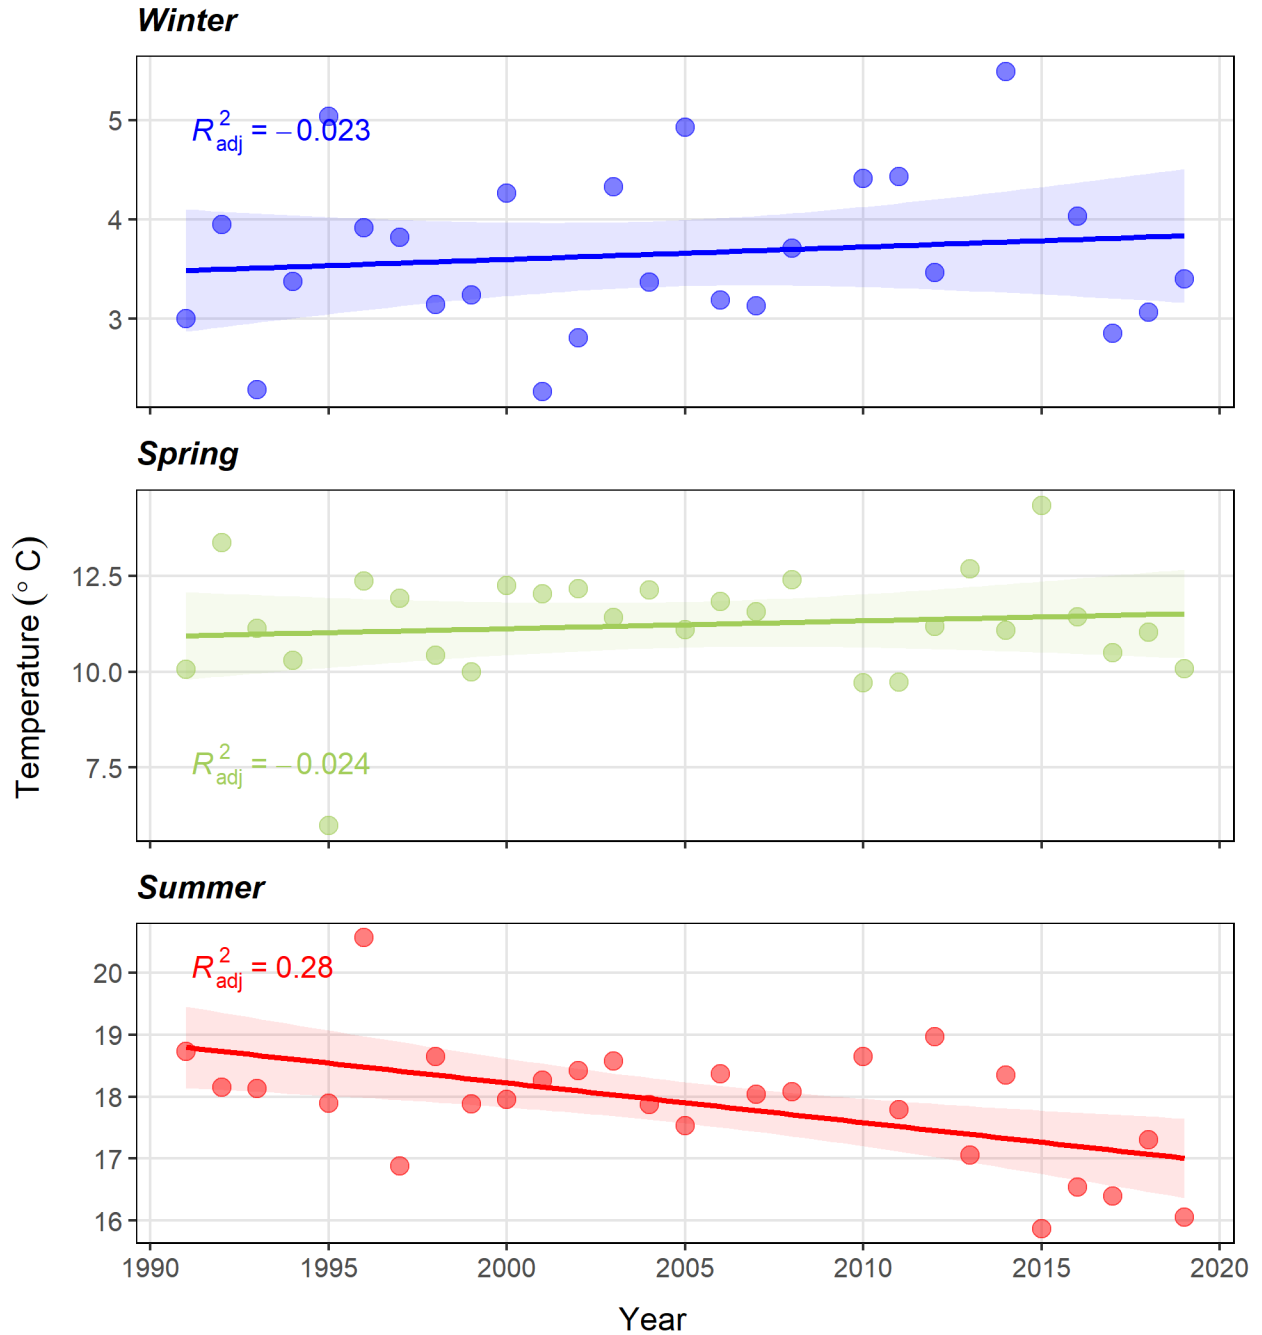 Winter
5
4
3
R²adj = −0.023
Spring
12.5
10.0
7.5
R²adj = −0.024
Temperature (° C)
Summer
20
19
18
17
16
R²adj = 0.28
1990 1995 2000 2005 2010 2015 2020
Year